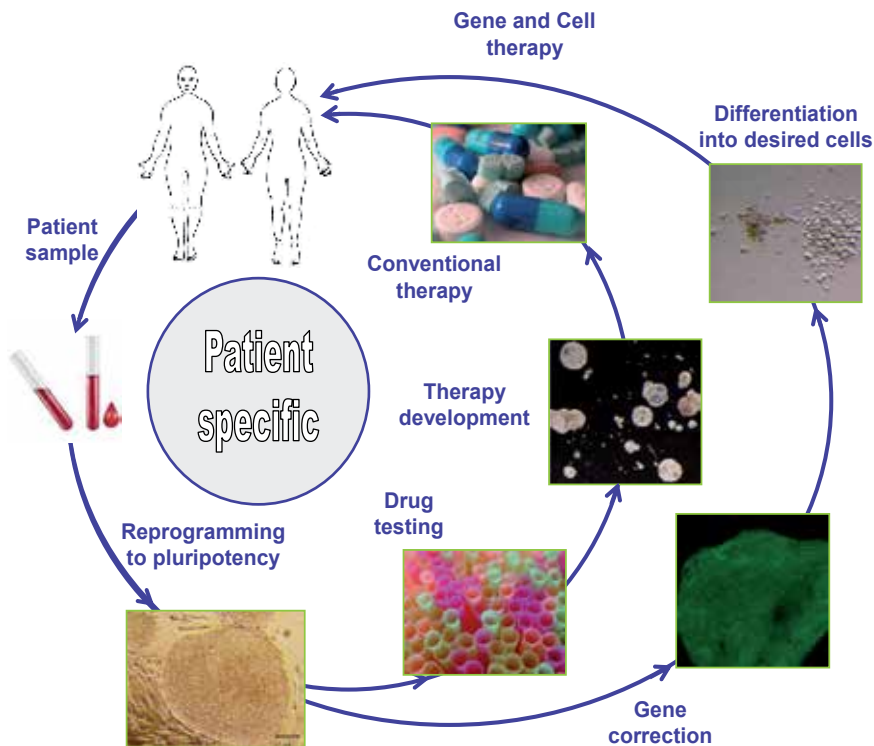 Gene and Cell
therapy
Differentiation
into desired cells
Patient
sample
Conventional
therapy
Patient
specific
Therapy
development
Drug
testing
Reprogramming
to pluripotency
Gene
correction